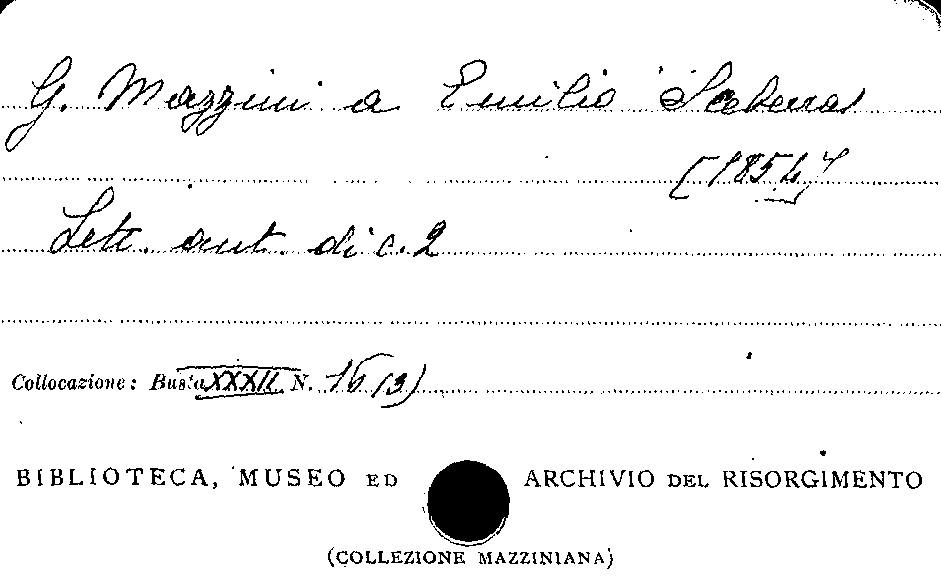 G. Mazzini a Emilio
[1854]
Lett. aut. di c. 2
Collocazione: Busta XXXII N. 16 (3)
BIBLIOTECA, MUSEO ED ARCHIVIO DEL RISORGIMENTO
(COLLEZIONE MAZZINIANA)